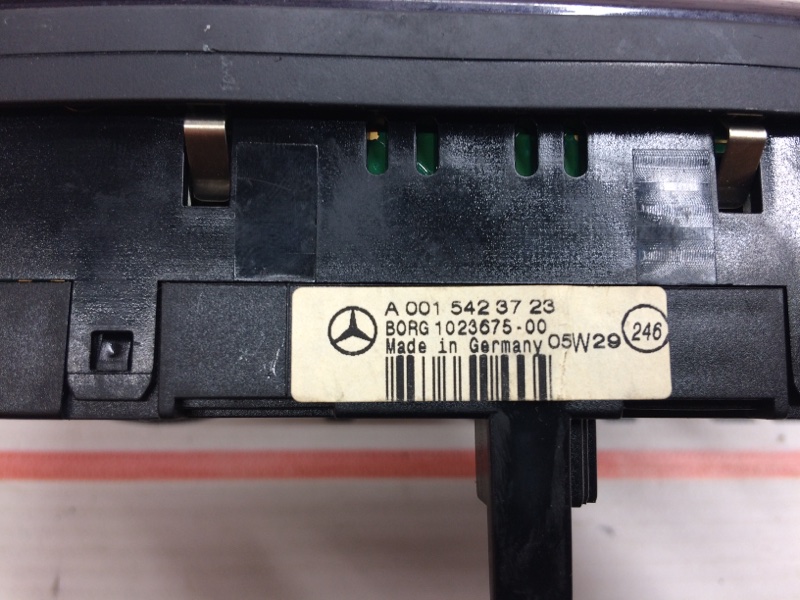 A 001 542 37 23
BORG 1023675-00
Made in Germany 05W29 246